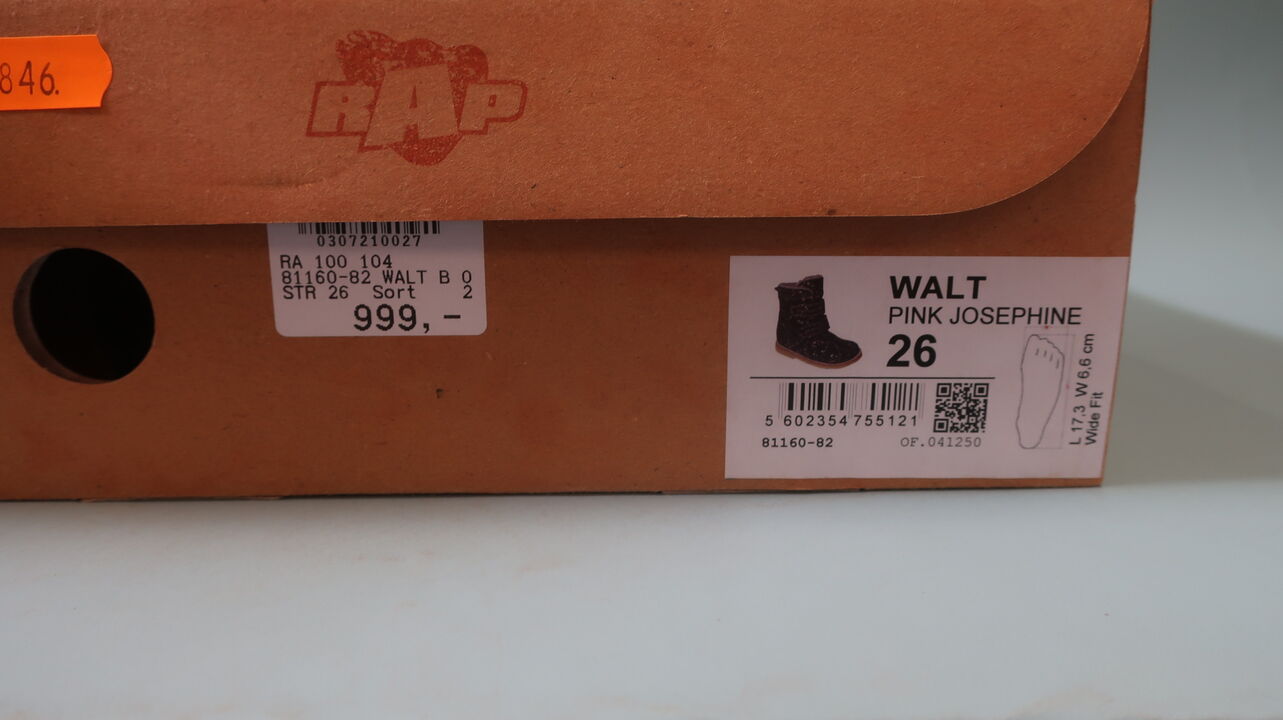 846.
RAP
0307210027
RA 100 104
81160-82 WALT B 0
STR 26 Sort 2
999,-
WALT
PINK JOSEPHINE
26
5 602354 755121
81160-82 OF.041250
L 17,3 W 6,6 cm
Wide Fit